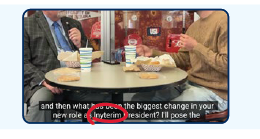 and then what has been the biggest change in your
new role as Inyterim President? I'll pose the